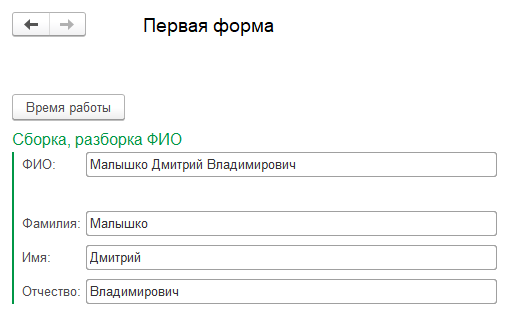 Первая форма
Время работы
Сборка, разборка ФИО
ФИО: Малышко Дмитрий Владимирович
Фамилия: Малышко
Имя: Дмитрий
Отчество: Владимирович